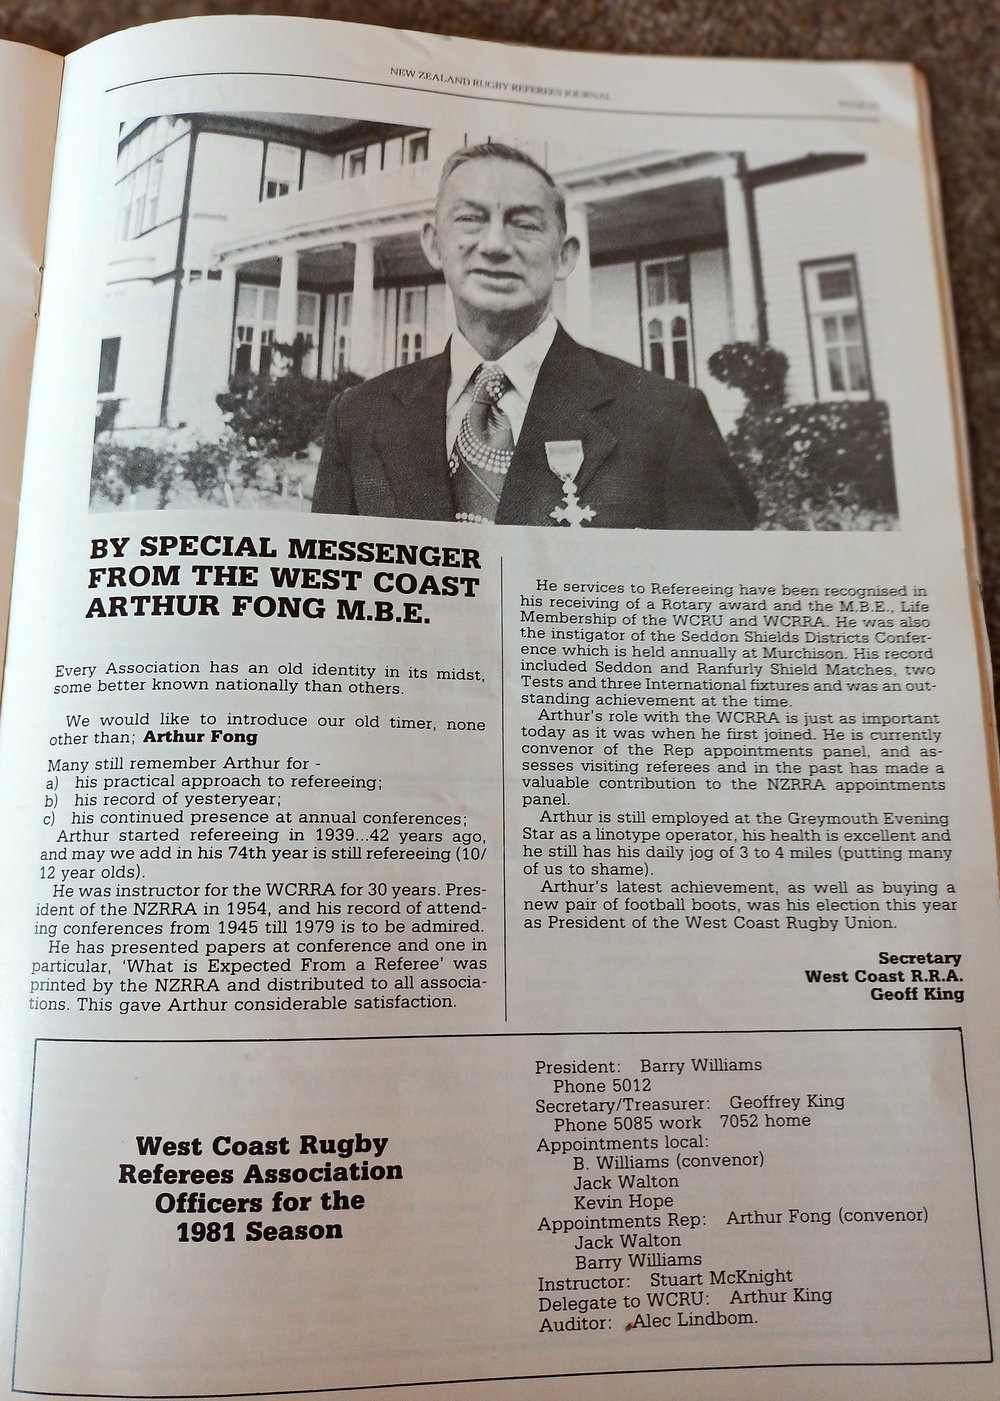 NEW ZEALAND RUGBY REFEREES JOURNAL
BY SPECIAL MESSENGER
FROM THE WEST COAST
ARTHUR FONG M.B.E.
Every Association has an old identity in its midst,
some better known nationally than others.
We would like to introduce our old timer, none
other than; Arthur Fong
Many still remember Arthur for -
a) his practical approach to refereeing;
b) his record of yesteryear;
c) his continued presence at annual conferences;
Arthur started refereeing in 1939...42 years ago,
and may we add in his 74th year is still refereeing (10/
12 year olds).
He was instructor for the WCRRA for 30 years. Pres-
ident of the NZRRA in 1954, and his record of attend-
ing conferences from 1945 till 1979 is to be admired.
He has presented papers at conference and one in
particular, ‘What is Expected From a Referee’ was
printed by the NZRRA and distributed to all associa-
tions. This gave Arthur considerable satisfaction.
He services to Refereeing have been recognised in
his receiving of a Rotary award and the M.B.E., Life
Membership of the WCRU and WCRRA. He was also
the instigator of the Seddon Shields Districts Confer-
ence which is held annually at Murchison. His record
included Seddon and Ranfurly Shield Matches, two
Tests and three International fixtures and was an out-
standing achievement at the time.
Arthur's role with the WCRRA is just as important
today as it was when he first joined. He is currently
convenor of the Rep appointments panel, and as-
sesses visiting referees and in the past has made a
valuable contribution to the NZRRA appointments
panel.
Arthur is still employed at the Greymouth Evening
Star as a linotype operator, his health is excellent and
he still has his daily jog of 3 to 4 miles (putting many
of us to shame).
Arthur's latest achievement, as well as buying a
new pair of football boots, was his election this year
as President of the West Coast Rugby Union.
Secretary
West Coast R.R.A.
Geoff King
West Coast Rugby
Referees Association
Officers for the
1981 Season
President: Barry Williams
Phone 5012
Secretary/Treasurer: Geoffrey King
Phone 5085 work 7052 home
Appointments local:
B. Williams (convenor)
Jack Walton
Kevin Hope
Appointments Rep: Arthur Fong (convenor)
Jack Walton
Barry Williams
Instructor: Stuart McKnight
Delegate to WCRU: Arthur King
Auditor: Alec Lindbom.